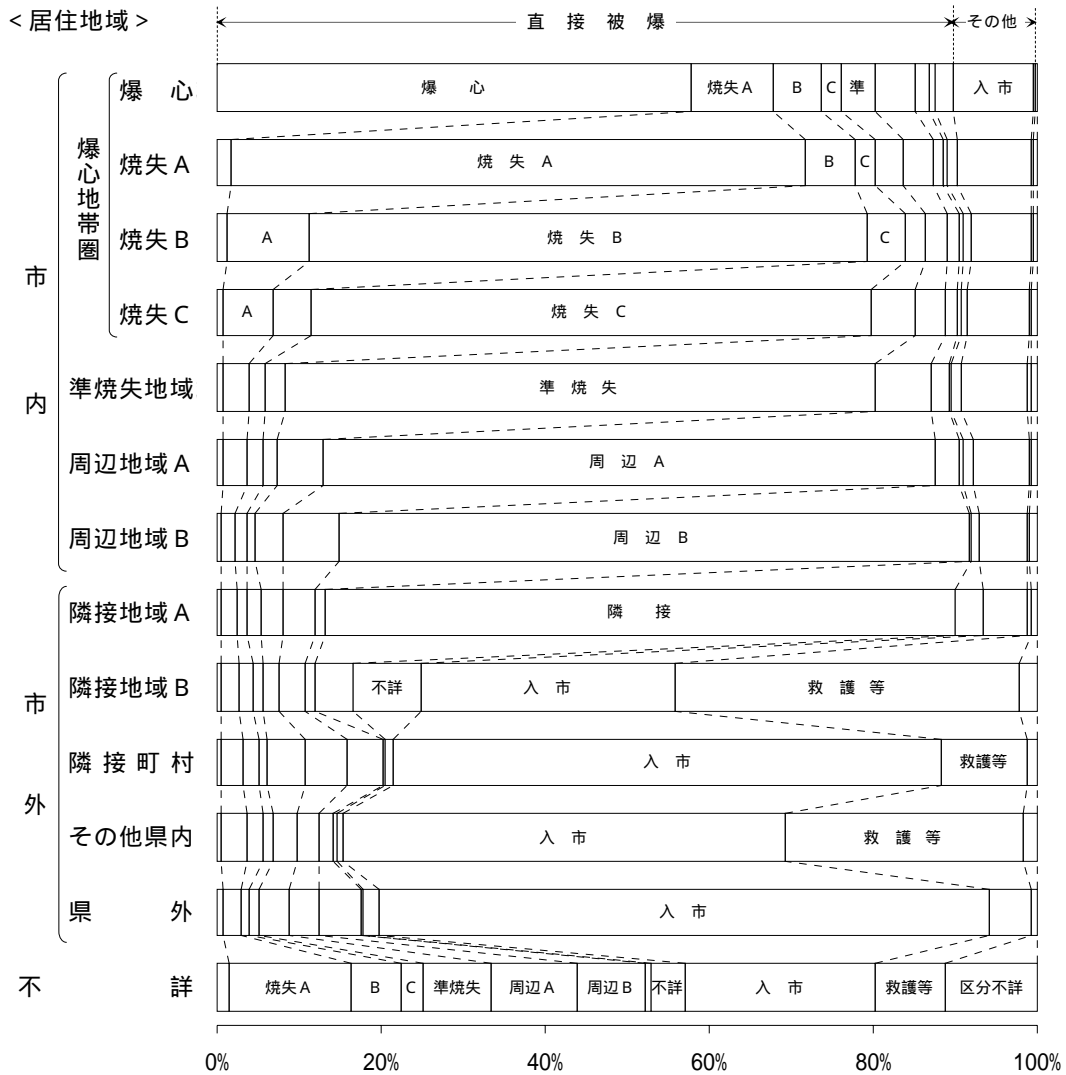 <居住地域>
直接被爆 その他
爆心 爆心 焼失A B C 準 入市
焼失A 焼失A B C
爆心地帯圏
焼失B A 焼失B C
焼失C A 焼失C
市内
準焼失地域 準焼失
周辺地域A 周辺A
周辺地域B 周辺B
隣接地域A 隣接
隣接地域B 不詳 入市 救護等
市外
隣接町村 入市 救護等
その他県内 入市 救護等
県外 入市
不詳 焼失A B C 準焼失 周辺A 周辺B 不詳 入市 救護等 区分不詳
0% 20% 40% 60% 80% 100%